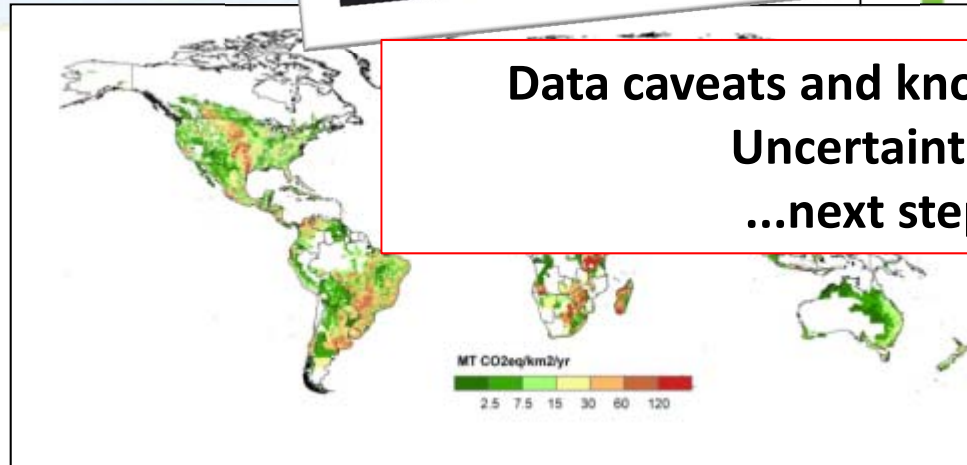 Data caveats and kno
Uncertaint
...next step
MT CO2eq/km2/yr
2.5 7.5 15 30 60 120